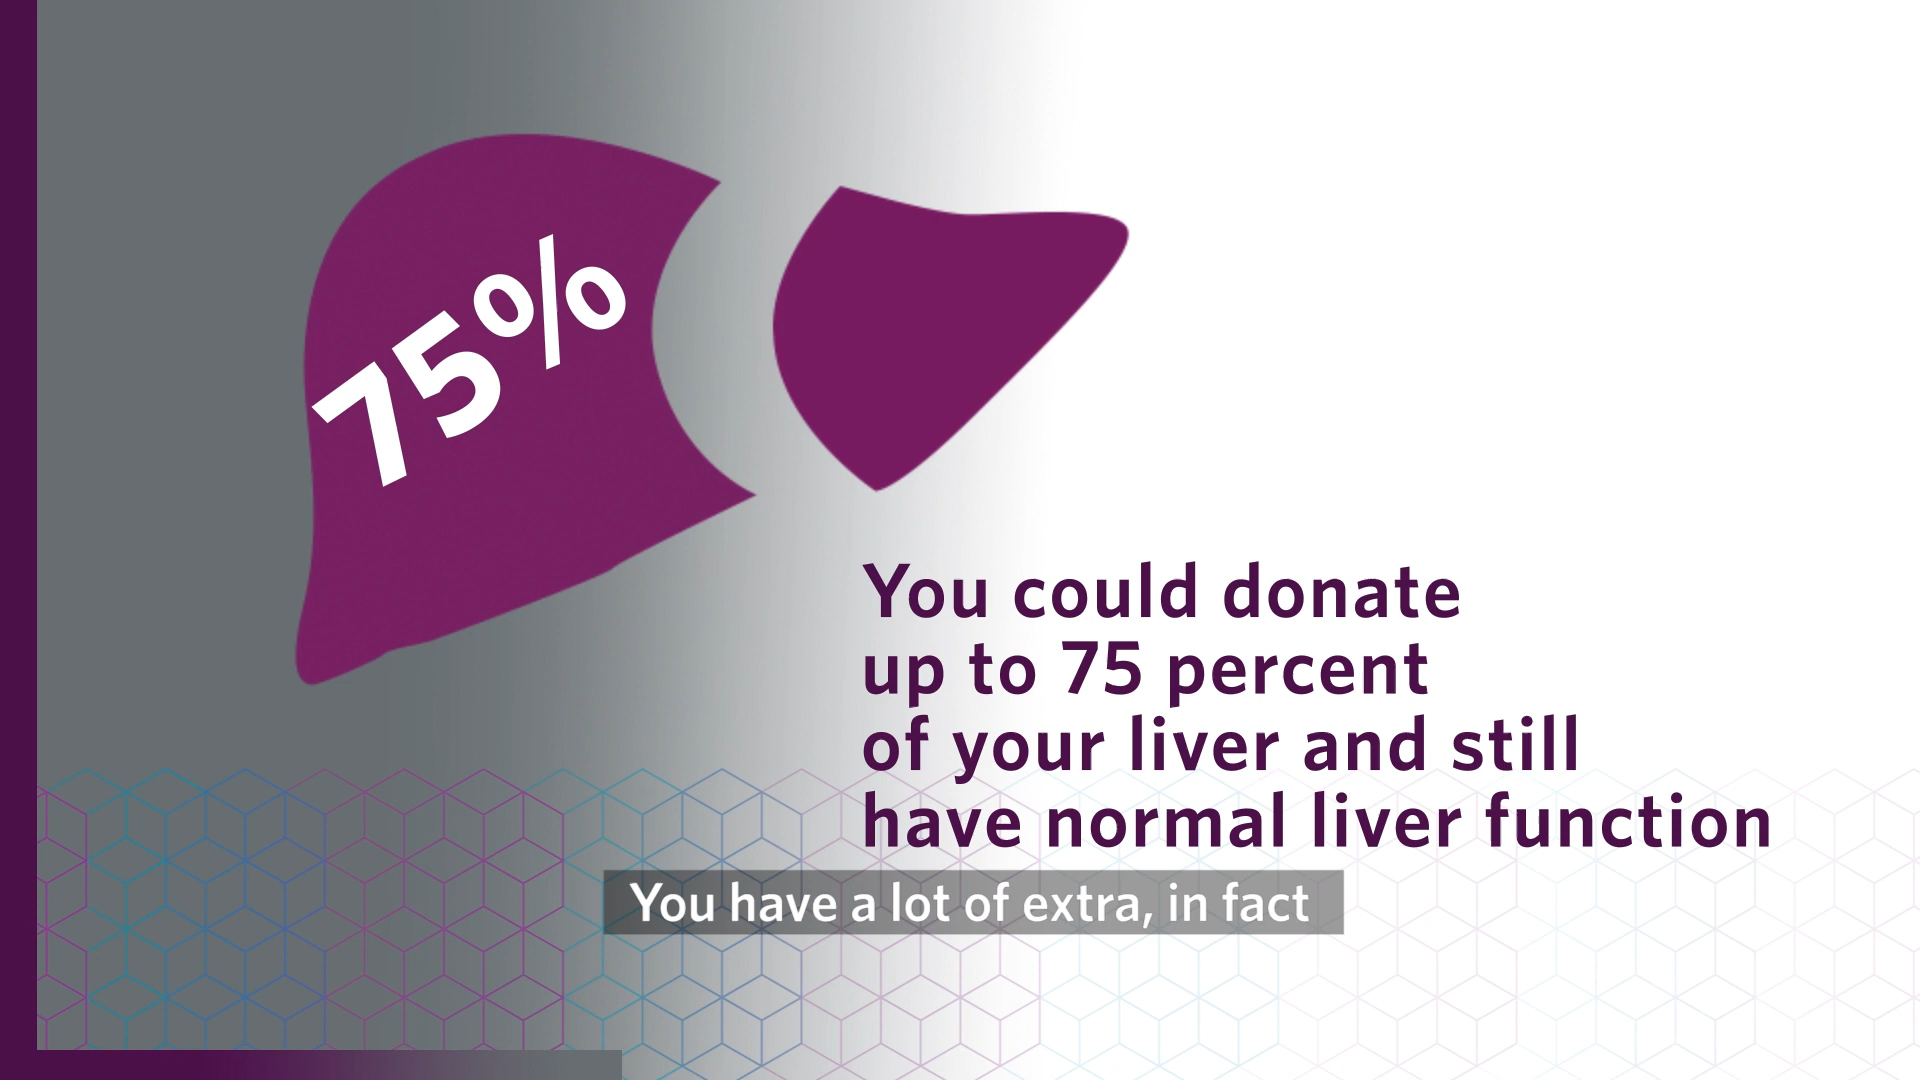 75%
You could donate
up to 75 percent
of your liver and still
have normal liver function
You have a lot of extra, in fact